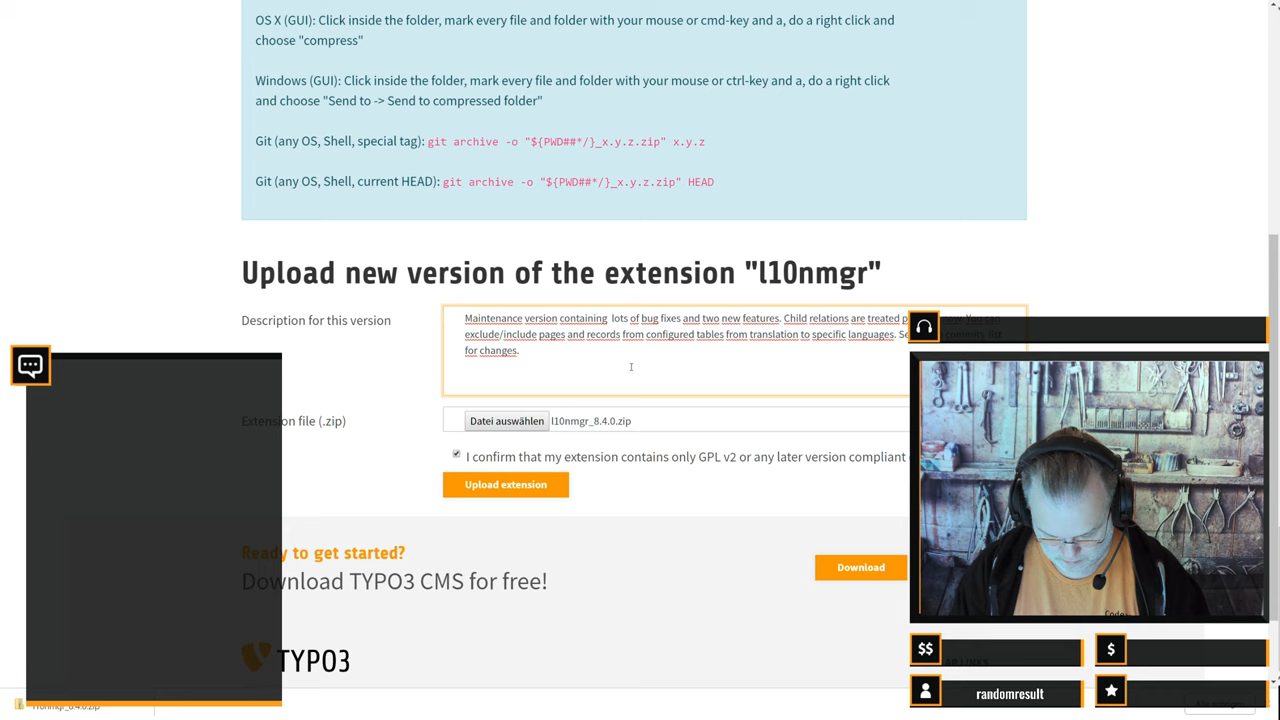 OS X (GUI): Click inside the folder, mark every file and folder with your mouse or cmd-key and a, do a right click and
choose "compress"
Windows (GUI): Click inside the folder, mark every file and folder with your mouse or ctrl-key and a, do a right click
and choose "Send to -> Send to compressed folder"
Git (any OS, Shell, special tag): git archive -o "${PWD##*/}_x.y.z.zip" x.y.z
Git (any OS, Shell, current HEAD): git archive -o "${PWD##*/}_x.y.z.zip" HEAD
Upload new version of the extension "l10nmgr"
Description for this version
Maintenance version containing lots of bug fixes and two new features. Child relations are treated
exclude/include pages and records from configured tables from translation to specific languages.
for changes.
Extension file (.zip)
Datei auswählen l10nmgr_8.4.0.zip
I confirm that my extension contains only GPL v2 or any later version compliant
Upload extension
Ready to get started?
Download TYPO3 CMS for free!
Download
TYPO3
$$
$
randomresult
l10nmgr_8.4.0.zip